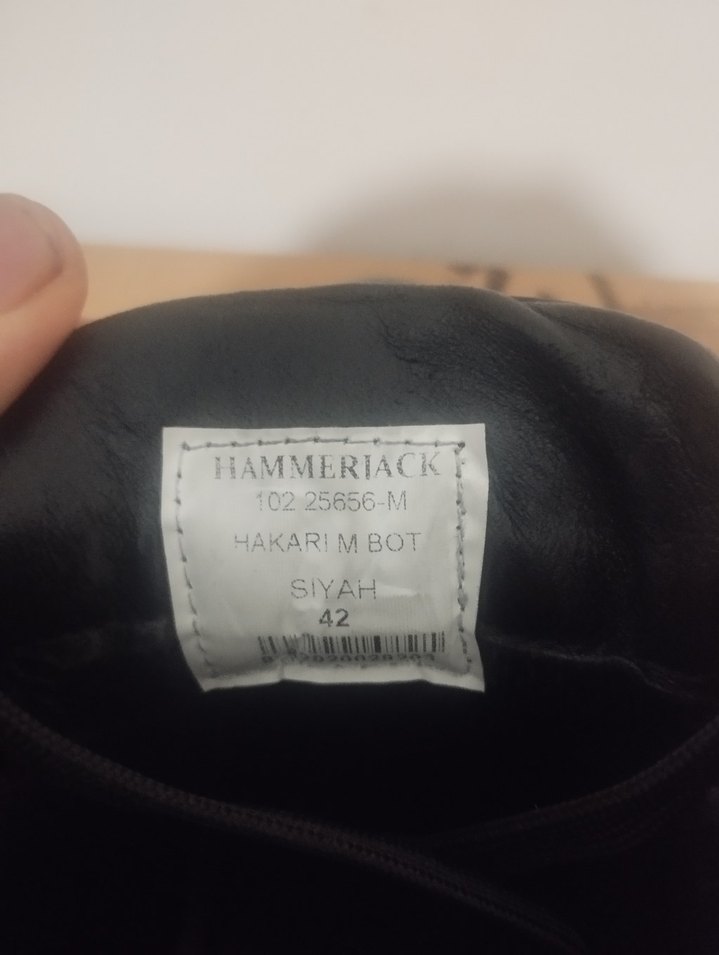 HAMMERJACK
102 25656-M
HAKARI M BOT
SIYAH
42